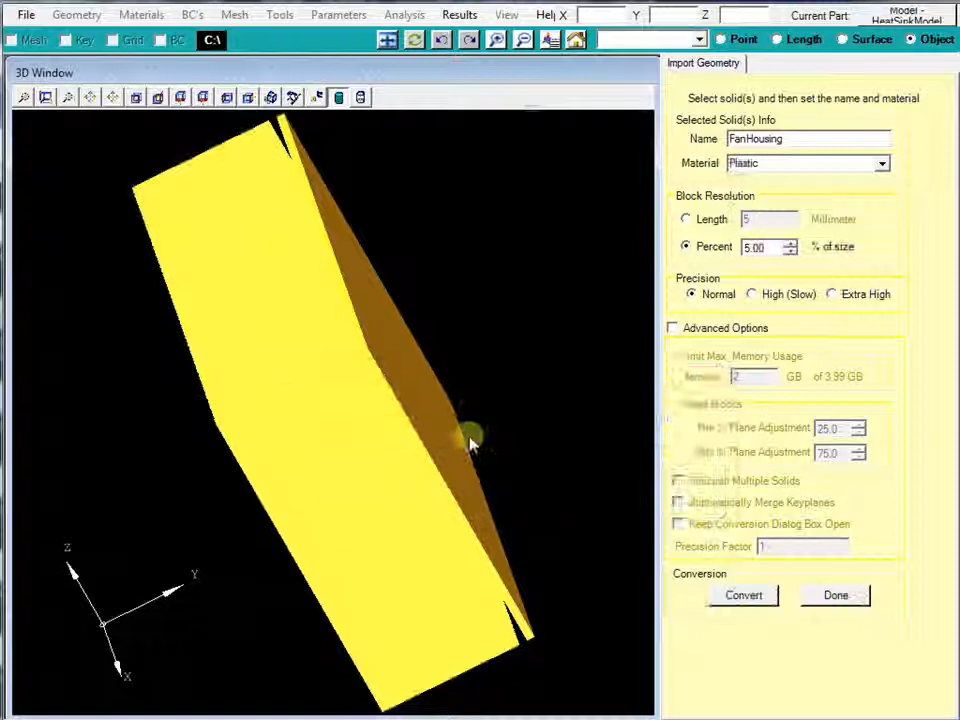 File Geometry Materials BC's Mesh Tools Parameters Analysis Results View Help X Y Z Current Part Model -
HeatSinkModel
Mesh Key Grid BC C:\ Point Length Surface Object
3D Window
Import Geometry
Select solid(s) and then set the name and material
Selected Solid(s) Info
Name FanHousing
Material Plastic
Block Resolution
Length 5 Millimeter
Percent 5.00 % of size
Precision
Normal High (Slow) Extra High
Advanced Options
Limit Max. Memory Usage
2 GB of 3.99 GB
Plane Adjustment 25.0
Plane Adjustment 75.0
Multiple Solids
Automatically Merge Keyplanes
Keep Conversion Dialog Box Open
Precision Factor 1
Conversion
Convert Done
Z
Y
X